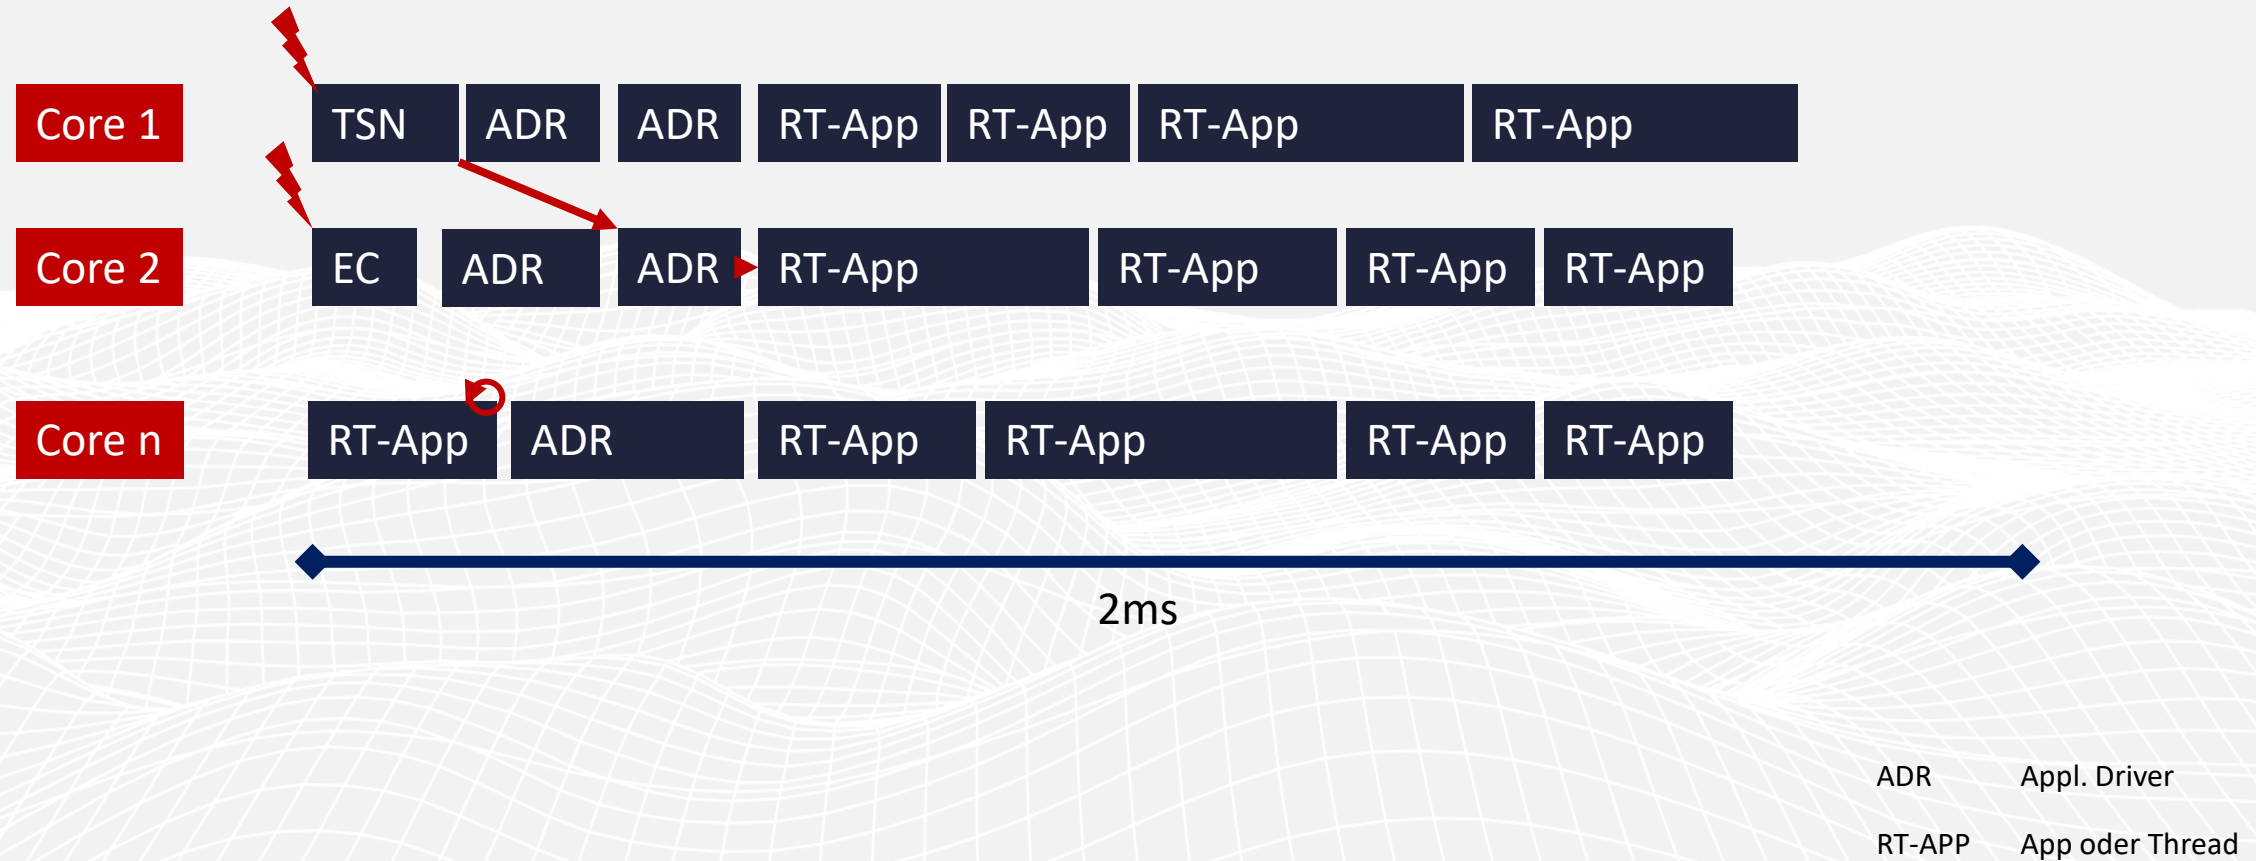 Core 1 TSN ADR ADR RT-App RT-App RT-App RT-App
Core 2 EC ADR ADR RT-App RT-App RT-App RT-App
Core n RT-App ADR RT-App RT-App RT-App RT-App
2ms
ADR Appl. Driver
RT-APP App oder Thread